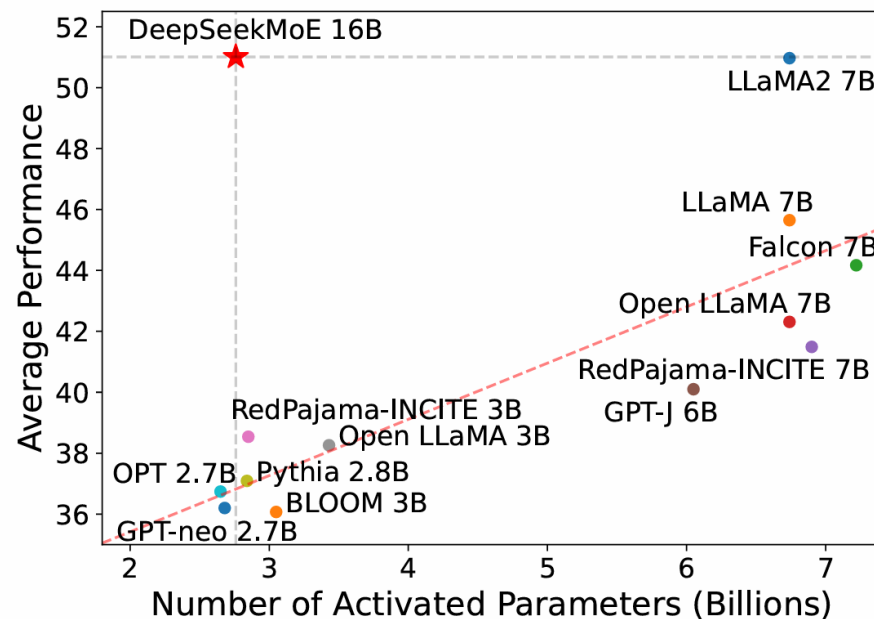 52
50
48
46
44
42
40
38
36
Average Performance
DeepSeekMoE 16B
LLaMA2 7B
LLaMA 7B
Falcon 7B
Open LLaMA 7B
RedPajama-INCITE 7B
GPT-J 6B
RedPajama-INCITE 3B
Open LLaMA 3B
OPT 2.7B
Pythia 2.8B
BLOOM 3B
GPT-neo 2.7B
2 3 4 5 6 7
Number of Activated Parameters (Billions)